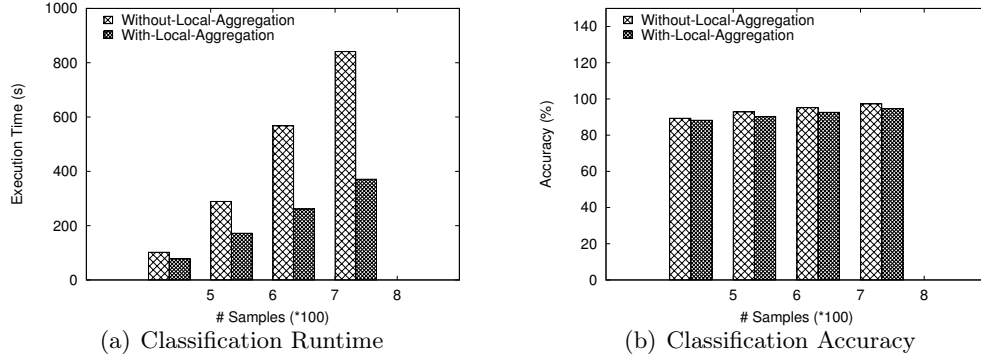 1000
800
600
400
200
0
Execution Time (s)
Without-Local-Aggregation
With-Local-Aggregation
5 6 7 8
# Samples (*100)
(a) Classification Runtime
140
120
100
80
60
40
20
0
Accuracy (%)
Without-Local-Aggregation
With-Local-Aggregation
5 6 7 8
# Samples (*100)
(b) Classification Accuracy